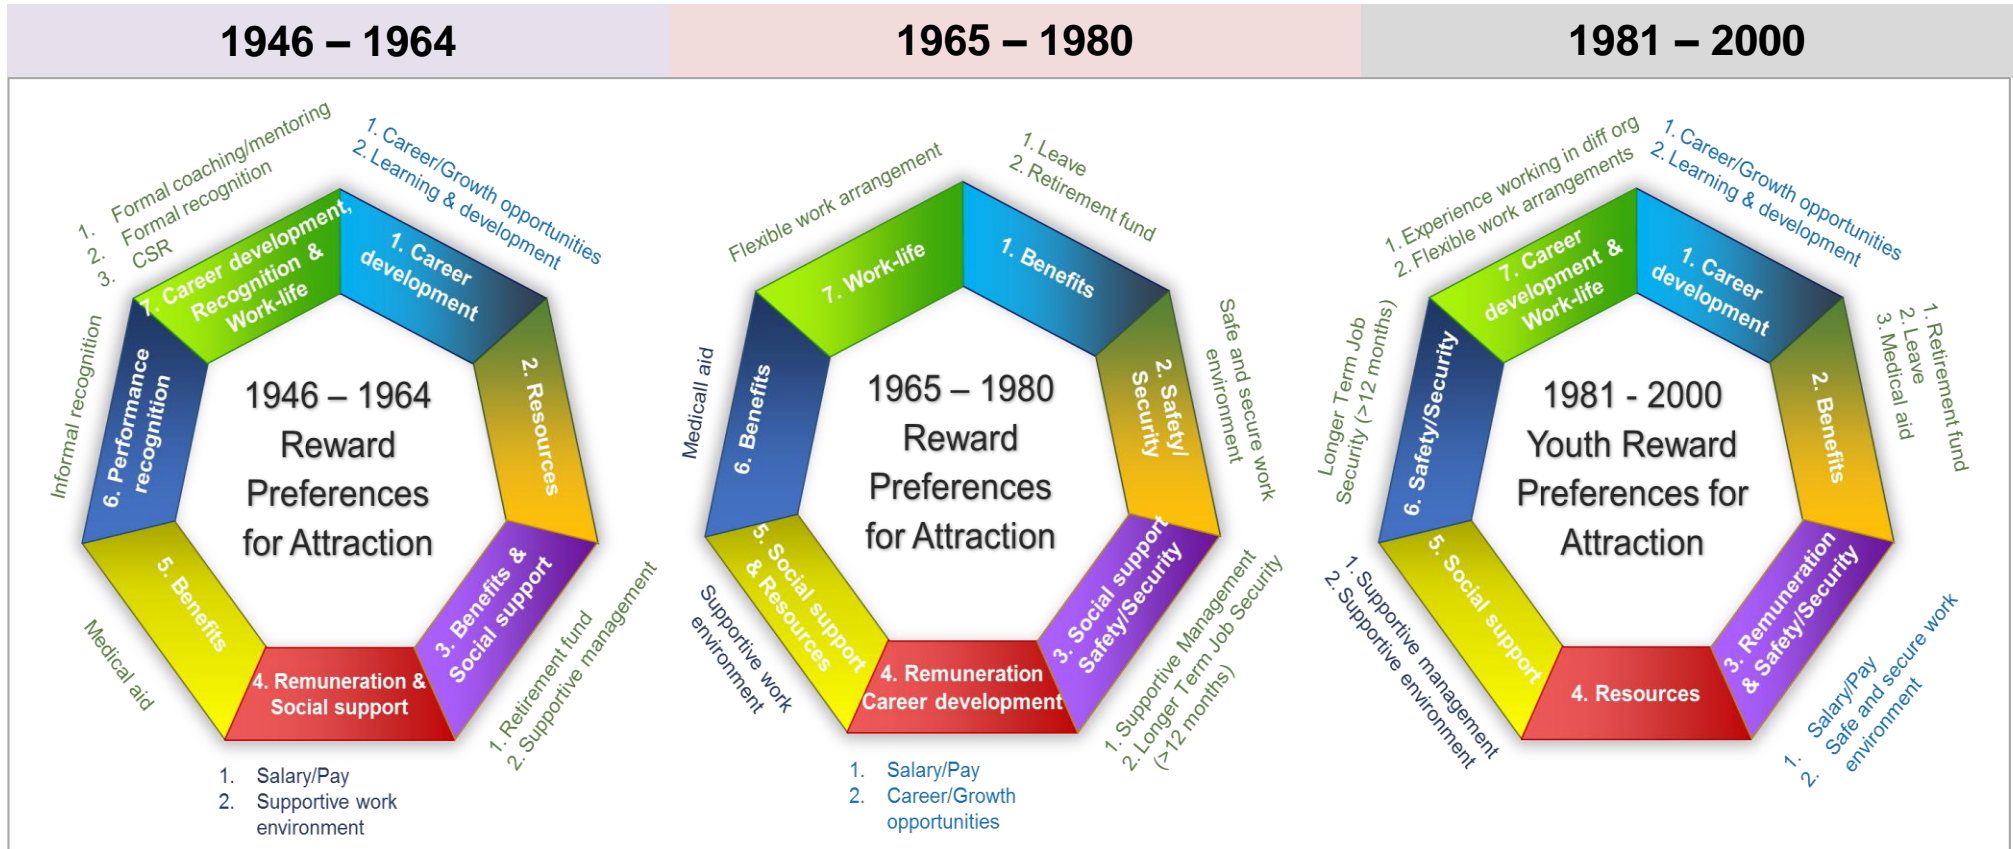 1946 – 1964
1965 – 1980
1981 – 2000
1. Formal coaching/mentoring
2. Formal recognition
3. CSR
1. Career/Growth opportunities
2. Learning & development
7. Career development,
Recognition &
Work-life
1. Career
development
2. Resources
3. Benefits &
Social support
1. Retirement fund
2. Supportive management
4. Remuneration &
Social support
1. Salary/Pay
2. Supportive work
environment
5. Benefits
Medical aid
6. Performance
recognition
Informal recognition
1946 – 1964
Reward
Preferences
for Attraction
Flexible work arrangement
1. Leave
2. Retirement fund
7. Work-life
1. Benefits
2. Safety/
Security
Safe and secure work
environment
3. Social support
Safety/Security
1. Supportive Management
2. Longer Term Job Security
(>12 months)
4. Remuneration
Career development
1. Salary/Pay
2. Career/Growth
opportunities
5. Social support
& Resources
Supportive work
environment
6. Benefits
Medicall aid
1965 – 1980
Reward
Preferences
for Attraction
1. Experience working in diff org
2. Flexible work arrangements
1. Career/Growth opportunities
2. Learning & development
7. Career
development &
Work-life
1. Career
development
2. Benefits
1. Retirement fund
2. Leave
3. Medical aid
3. Remuneration
& Safety/Security
1. Salary/Pay
2. Safe and secure work
environment
4. Resources
5. Social support
1. Supportive management
2. Supportive environment
6. Safety/Security
Longer Term Job
Security (>12 months)
1981 - 2000
Youth Reward
Preferences for
Attraction